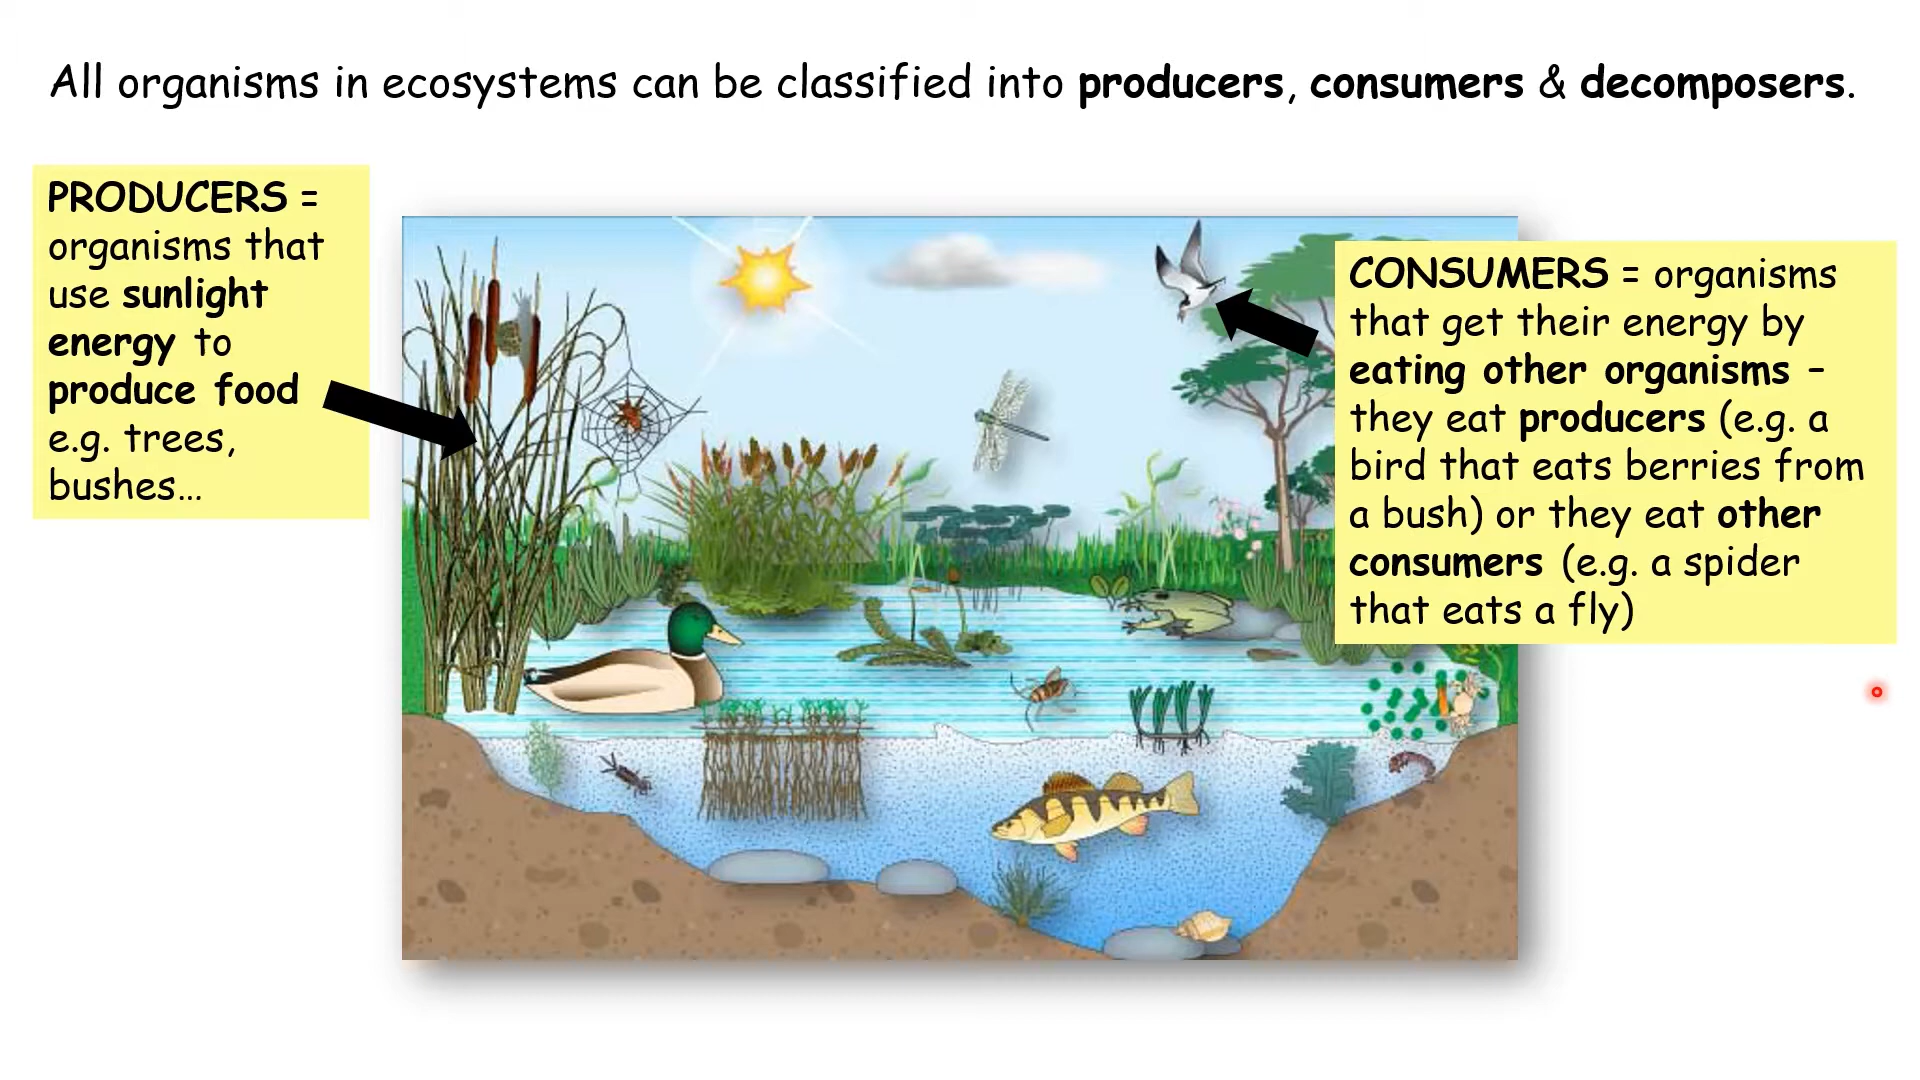 All organisms in ecosystems can be classified into producers, consumers & decomposers.
PRODUCERS =
organisms that
use sunlight
energy to
produce food
e.g. trees,
bushes…
CONSUMERS = organisms
that get their energy by
eating other organisms –
they eat producers (e.g. a
bird that eats berries from
a bush) or they eat other
consumers (e.g. a spider
that eats a fly)